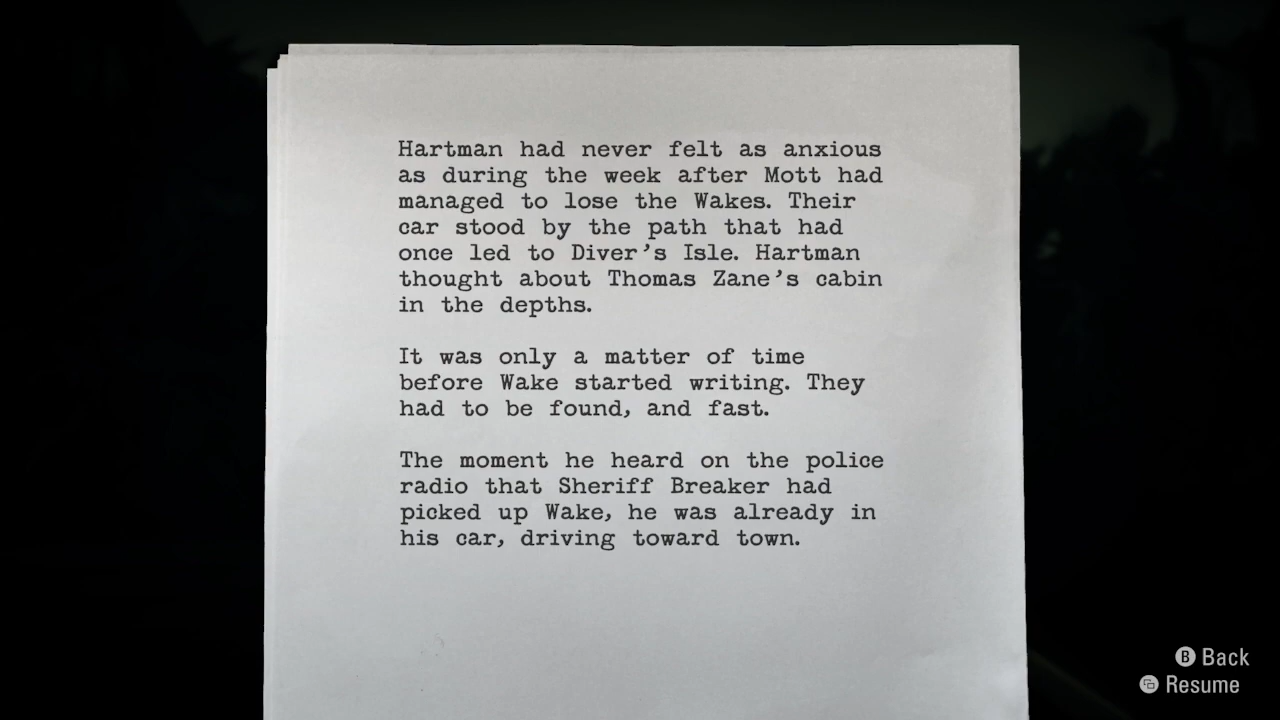 Hartman had never felt as anxious
as during the week after Mott had
managed to lose the Wakes. Their
car stood by the path that had
once led to Diver’s Isle. Hartman
thought about Thomas Zane’s cabin
in the depths.
It was only a matter of time
before Wake started writing. They
had to be found, and fast.
The moment he heard on the police
radio that Sheriff Breaker had
picked up Wake, he was already in
his car, driving toward town.
B Back
Resume